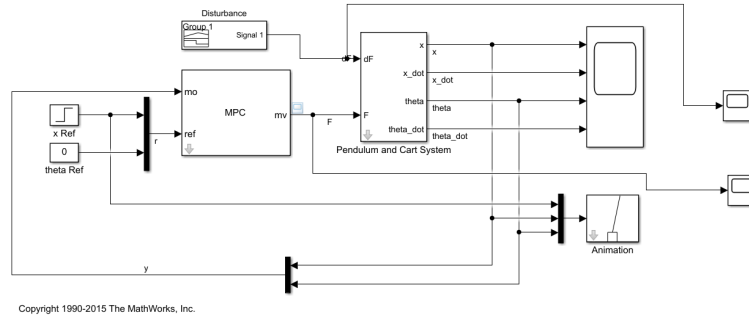 Disturbance
Group 1
Signal 1
dF
dF
x
x
x_dot
x_dot
mo
MPC
mv
F
F
theta
theta
ref
r
x Ref
0
theta Ref
theta_dot
theta_dot
Pendulum and Cart System
Animation
y
Copyright 1990-2015 The MathWorks, Inc.